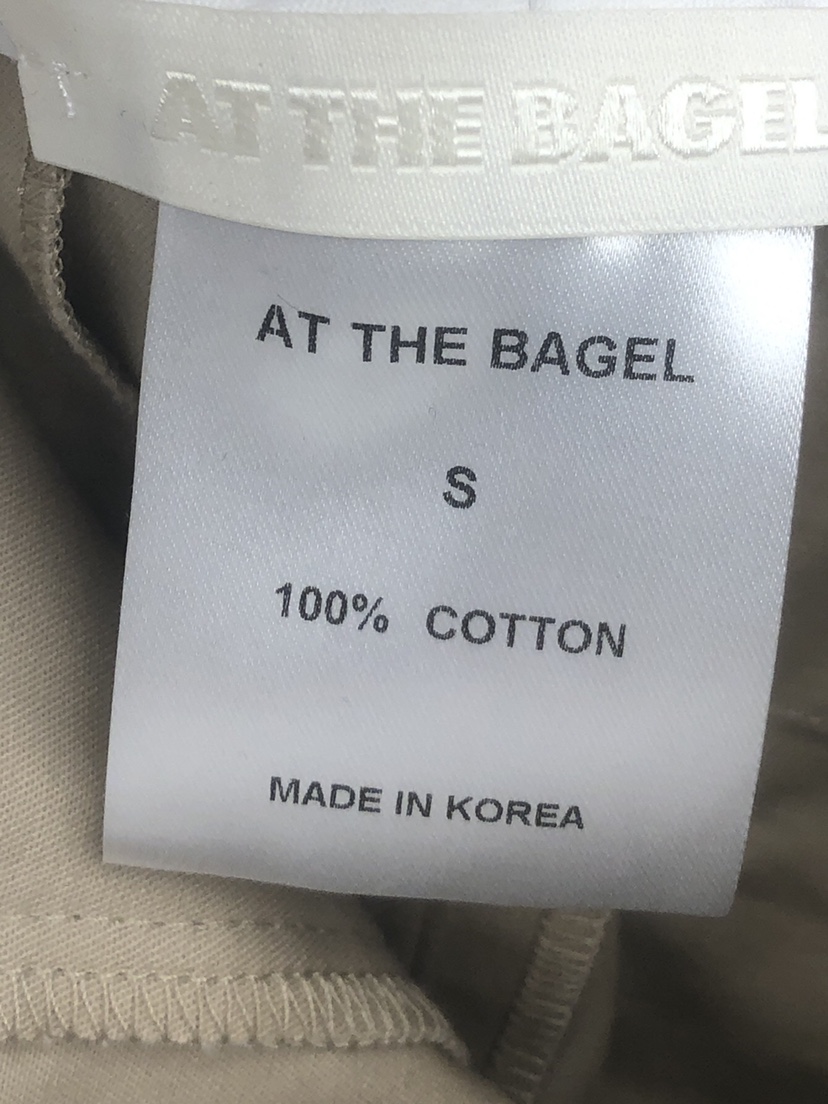 AT THE BAGEL
AT THE BAGEL
S
100% COTTON
MADE IN KOREA